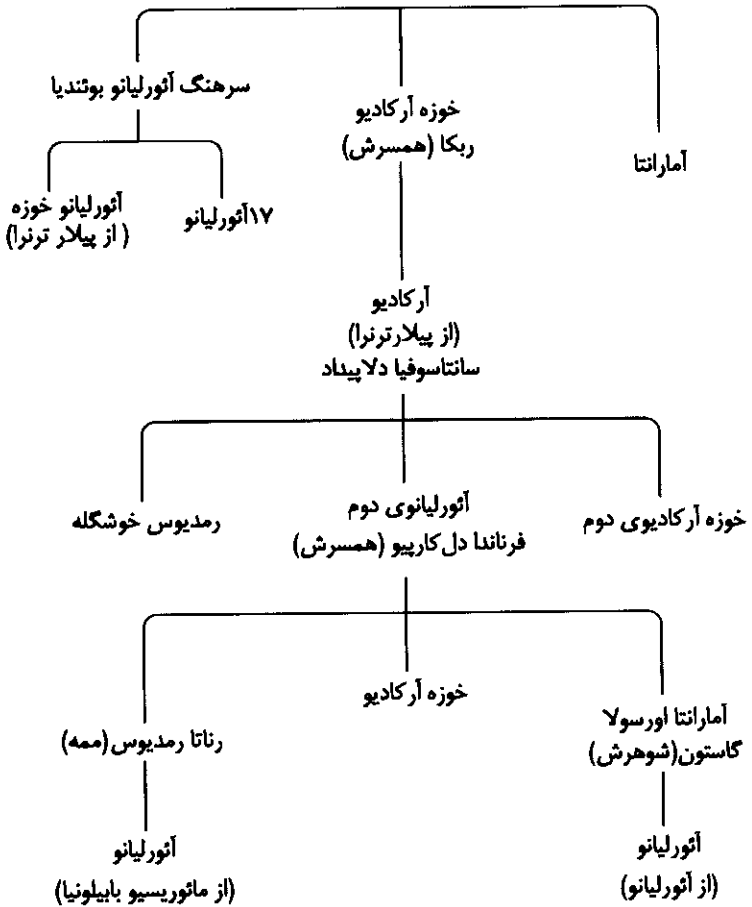 سرهنگ آئورلیانو بوئندیا
خوزه آرکادیو
ربکا (همسرش)
آمارانتا
آئورلیانو خوزه
(از پیلار ترنرا)
۱۷آئورلیانو
آرکادیو
(از پیلارترنرا)
سانتاسوفیا دلاپیداد
رمدیوس خوشگله
آئورلیانوی دوم
فرناندا دل‌کارپیو (همسرش)
خوزه آرکادیوی دوم
رناتا رمدیوس(ممه)
خوزه آرکادیو
آمارانتا اورسولا
گاستون(شوهرش)
آئورلیانو
(از مائوریسیو بابیلونیا)
آئورلیانو
(از آئورلیانو)